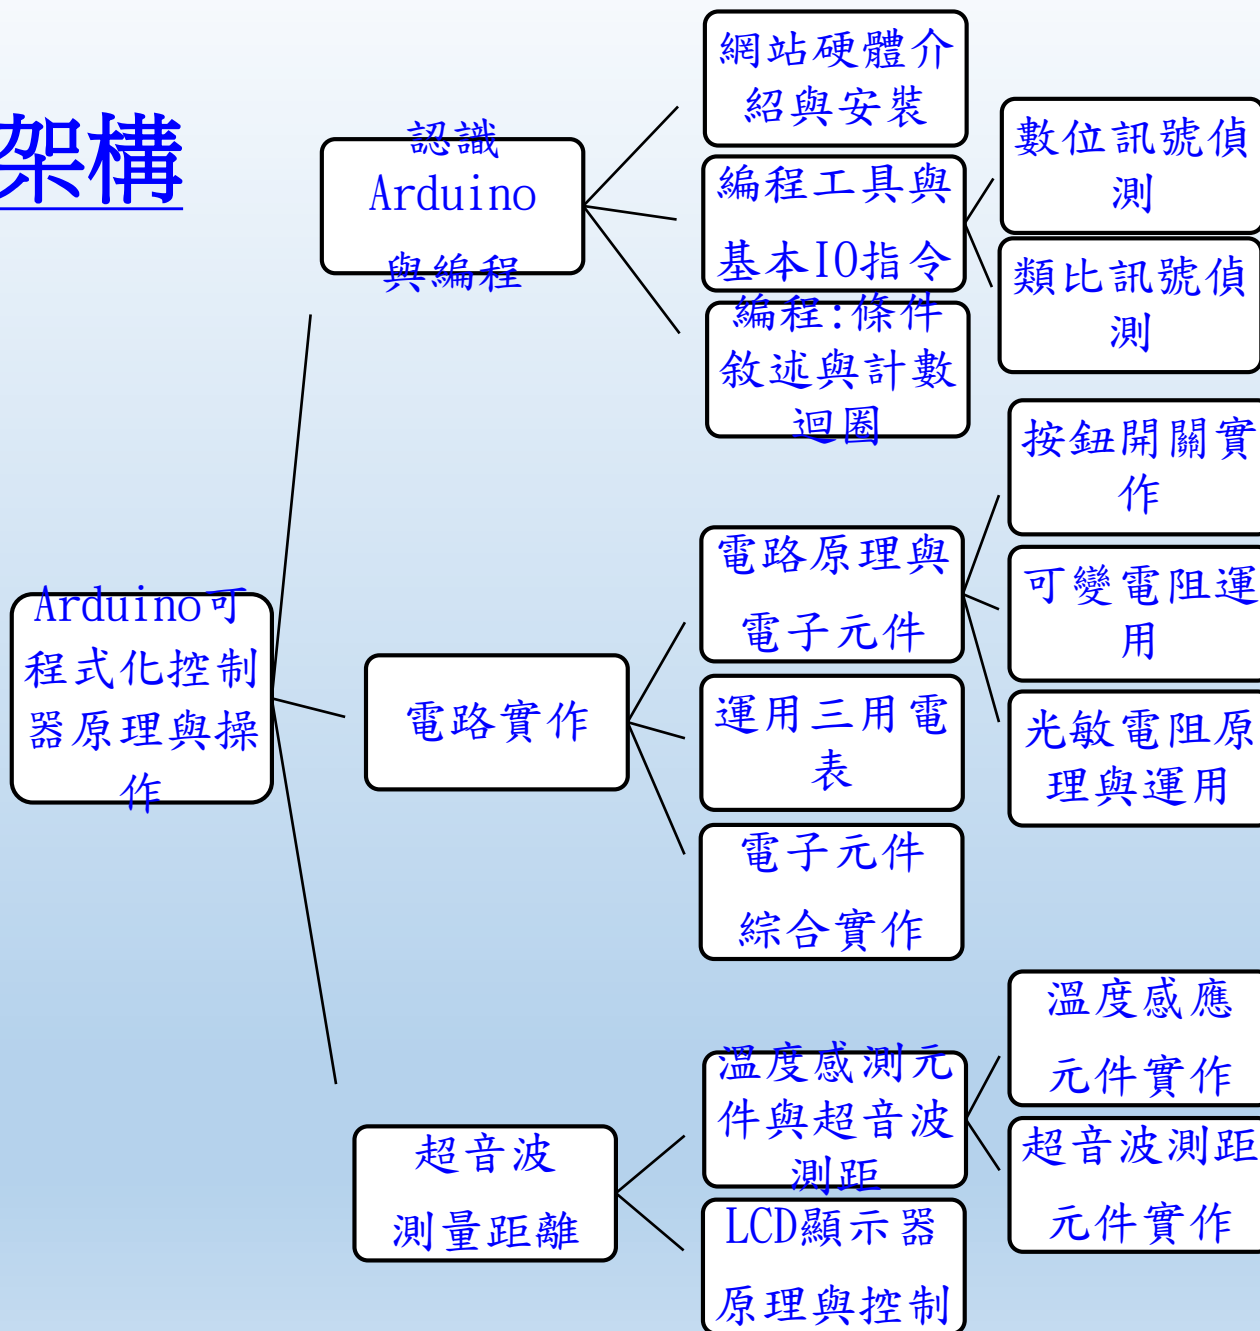 架構
認識
Arduino
與編程
網站硬體介
紹與安裝
編程工具與
基本IO指令
編程:條件
敘述與計數
迴圈
數位訊號偵
測
類比訊號偵
測
Arduino可
程式化控制
器原理與操
作
電路實作
電路原理與
電子元件
運用三用電
表
電子元件
綜合實作
按鈕開關實
作
可變電阻運
用
光敏電阻原
理與運用
超音波
測量距離
溫度感測元
件與超音波
測距
LCD顯示器
原理與控制
溫度感應
元件實作
超音波測距
元件實作